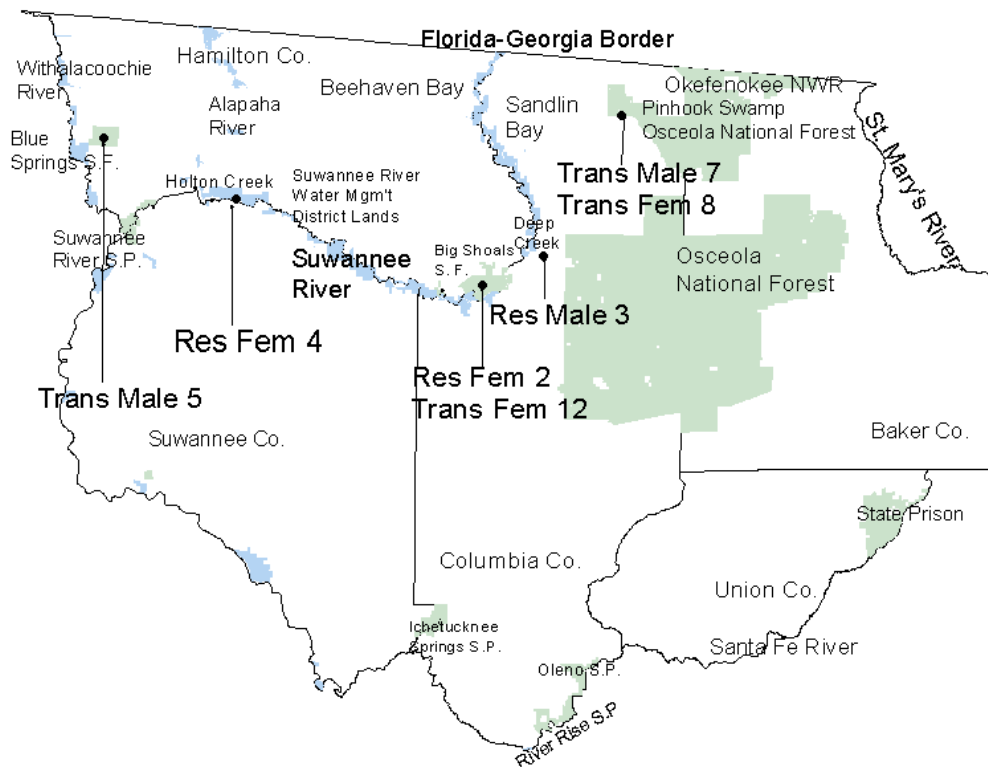 Florida-Georgia Border
Hamilton Co.
Withalacoochie
River
Beehaven Bay
Okefenokee NWR
Pinhook Swamp
Osceola National Forest
Alapaha
River
Sandlin
Bay
Blue
Springs S.F.
St. Mary's River
Trans Male 7
Trans Fem 8
Holton Creek
Suwannee River
Water Mgm't
District Lands
Deep
Creek
Suwannee
River S.P.
Suwannee
River
Big Shoals
S. F.
Osceola
National Forest
Res Male 3
Res Fem 4
Res Fem 2
Trans Fem 12
Trans Male 5
Suwannee Co.
Baker Co.
State Prison
Columbia Co.
Union Co.
Ichetucknee
Springs S.P.
Santa Fe River
Oleno S.P.
River Rise S.P